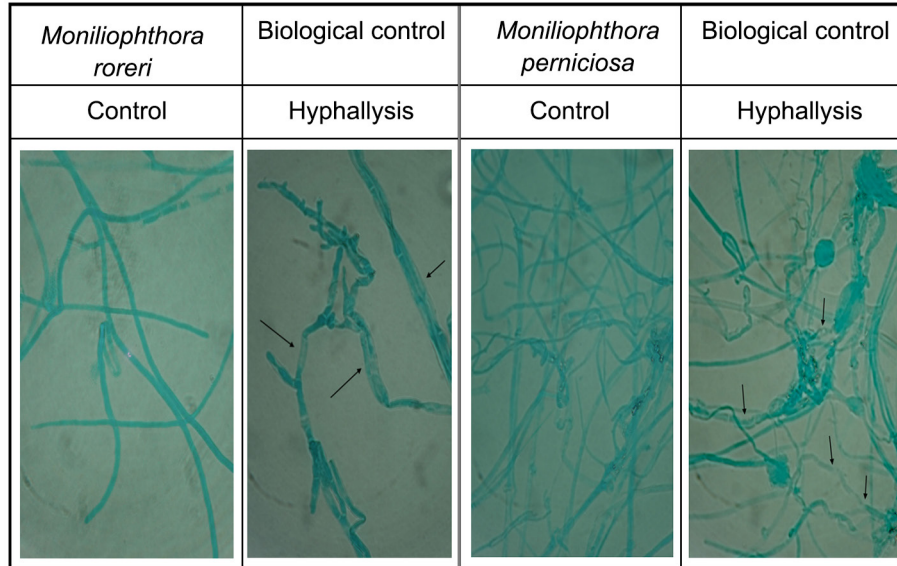 Moniliophthora
roreri
Biological control
Moniliophthora
perniciosa
Biological control
Control
Hyphallysis
Control
Hyphallysis